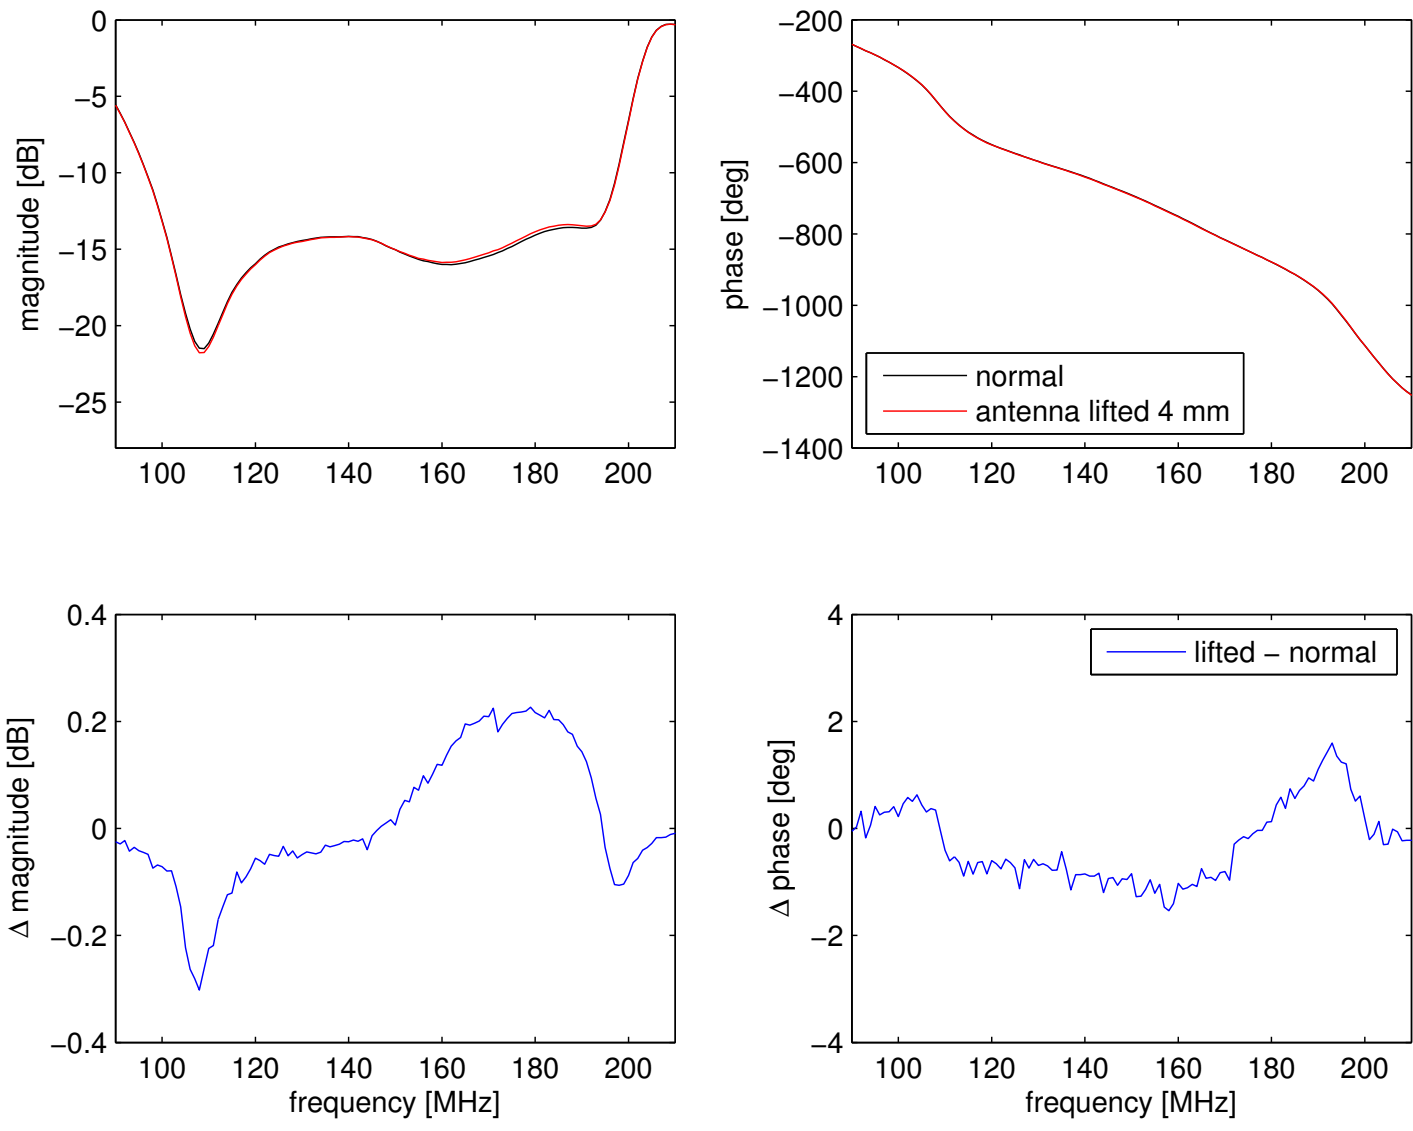 0
−5
−10
−15
−20
−25
magnitude [dB]
100 120 140 160 180 200
−200
−400
−600
−800
−1000
−1200
−1400
phase [deg]
normal
antenna lifted 4 mm
100 120 140 160 180 200
0.4
0.2
0
−0.2
−0.4
Δ magnitude [dB]
100 120 140 160 180 200
frequency [MHz]
4
2
0
−2
−4
Δ phase [deg]
lifted − normal
100 120 140 160 180 200
frequency [MHz]